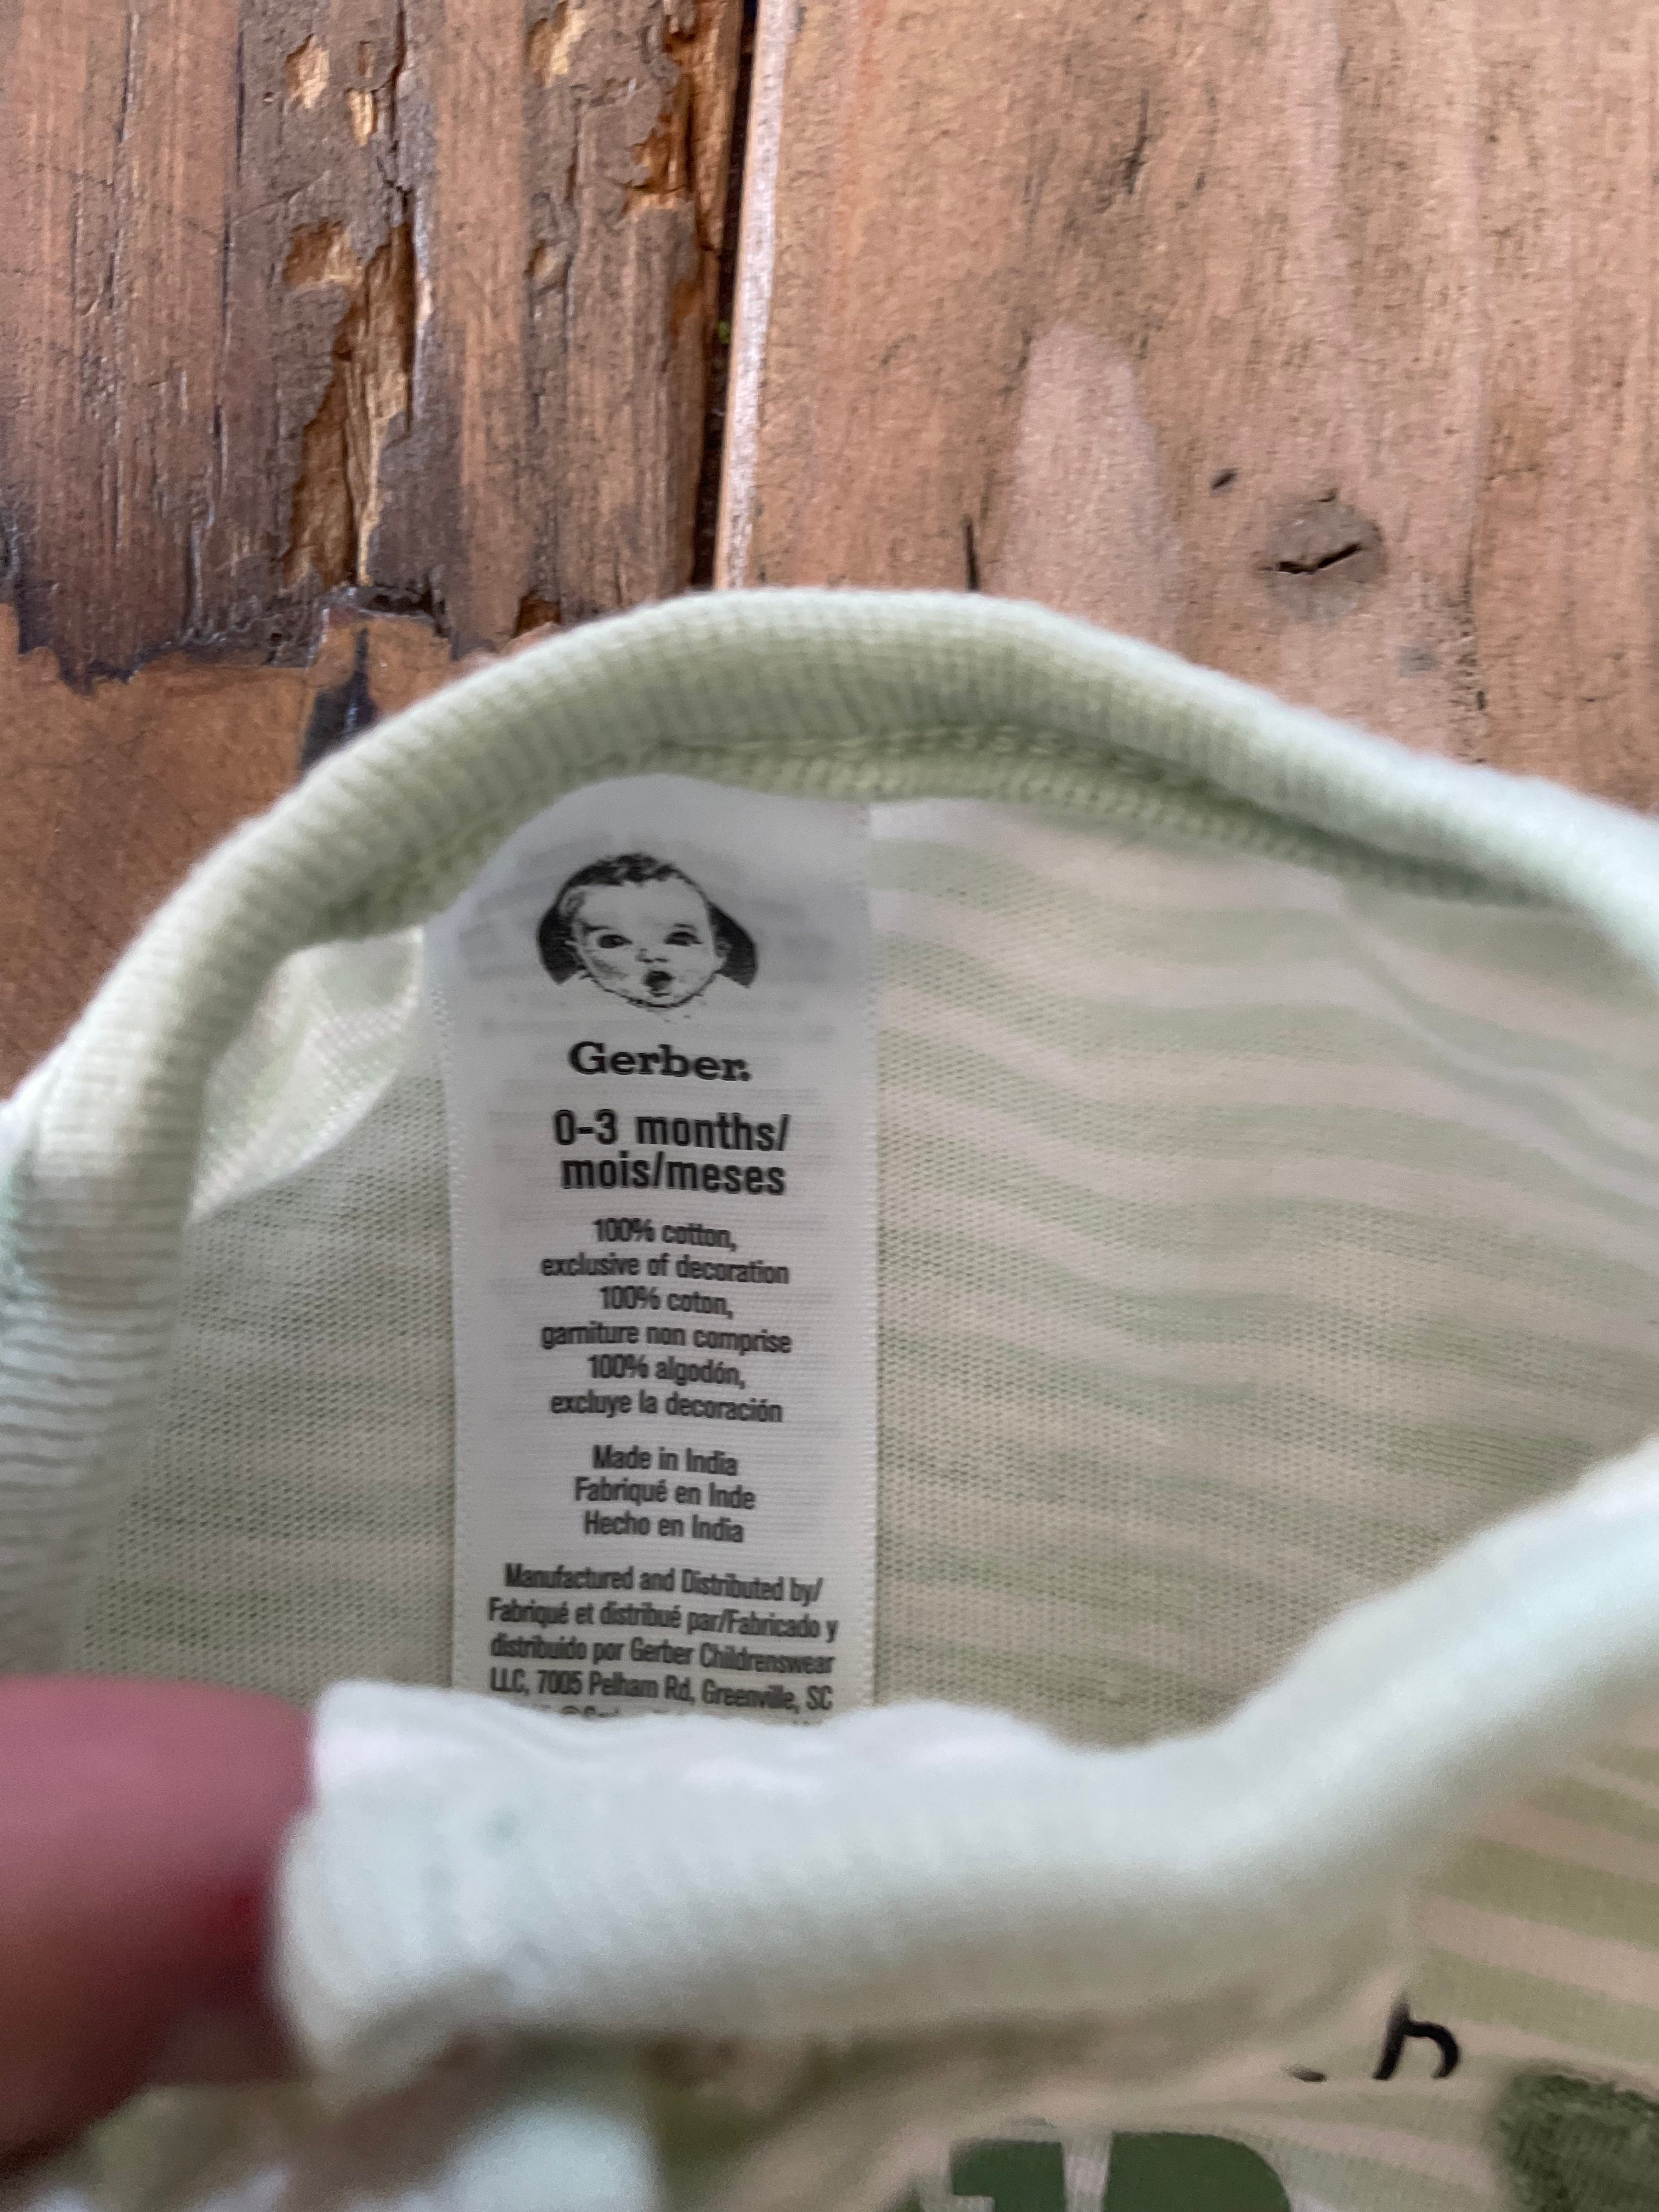 Gerber.
0-3 months/
mois/meses
100% cotton,
exclusive of decoration
100% coton,
garniture non comprise
100% algodón,
excluye la decoración
Made in India
Fabriqué en Inde
Hecho en India
Manufactured and Distributed by/
Fabriqué et distribué par/Fabricado y
distribuido por Gerber Childrenswear
LLC, 7005 Pelham Rd, Greenville, SC
h